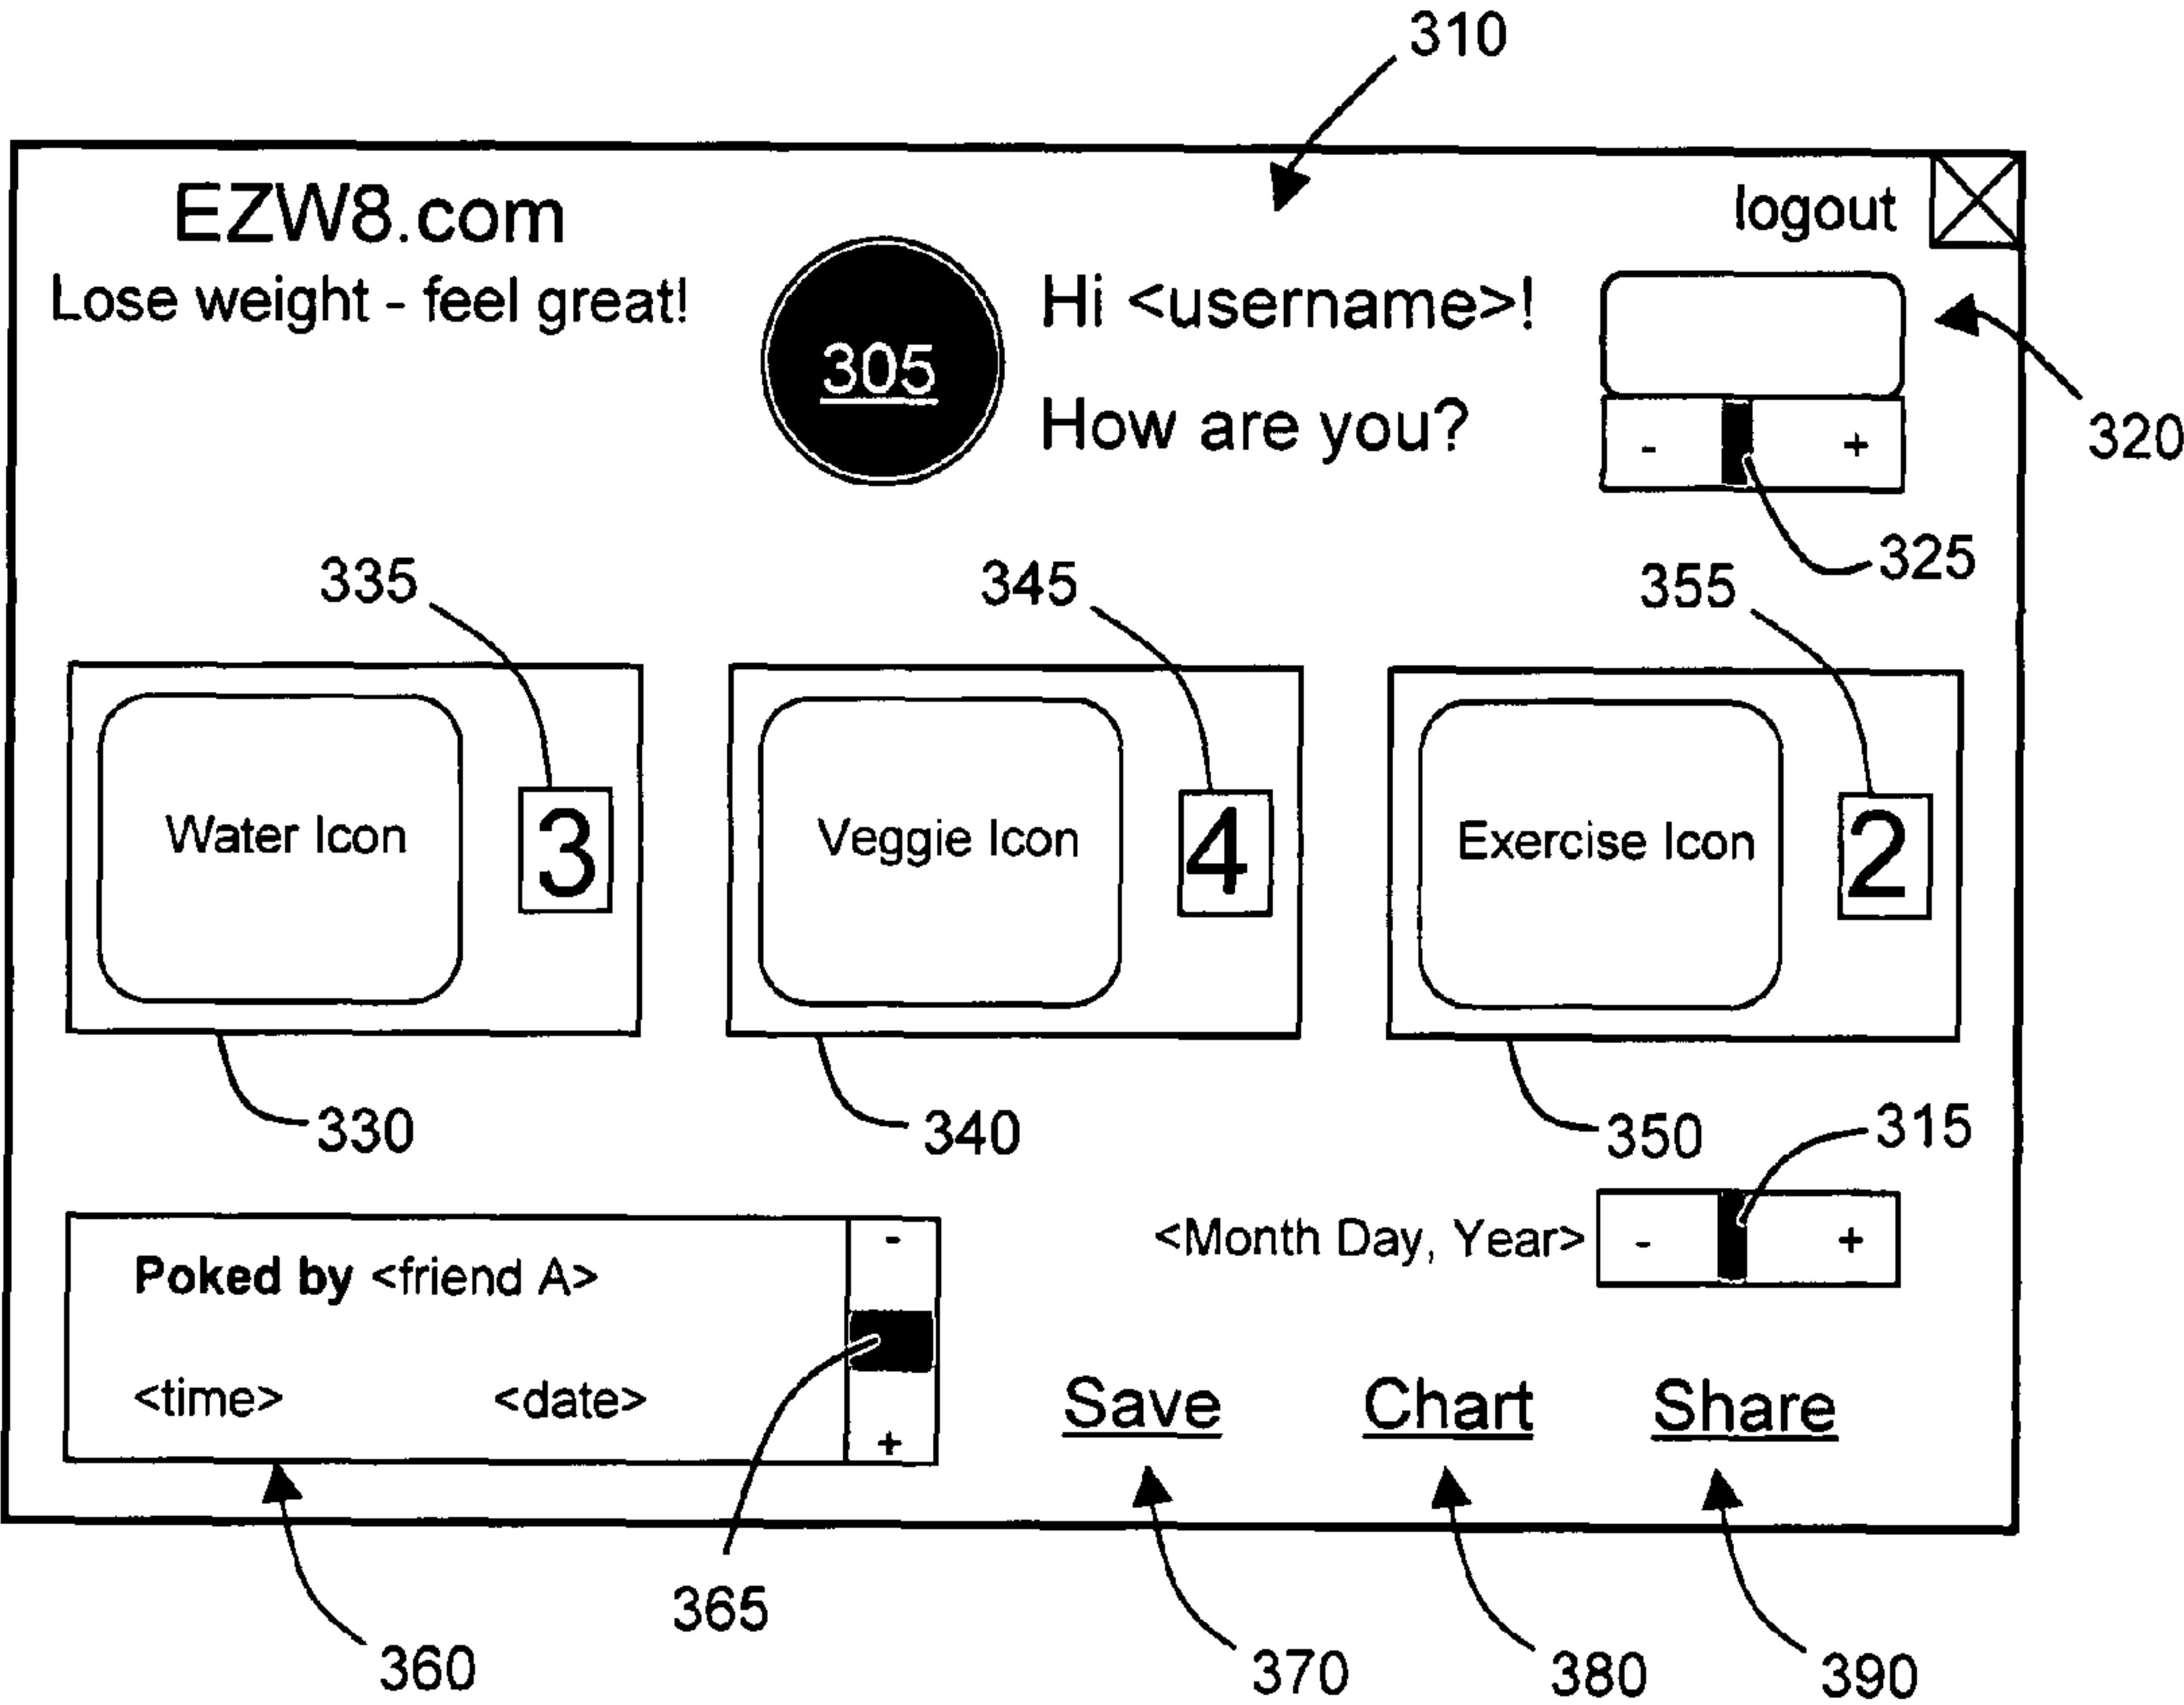 310
EZW8.com
logout
Lose weight - feel great!
305
Hi <username>!
How are you?
- +
320
325
335
345
355
Water Icon
3
Veggie Icon
4
Exercise Icon
2
330
340
350
315
Poked by <friend A>
<time> <date>
-
+
<Month Day, Year>
- +
Save
Chart
Share
365
360
370
380
390